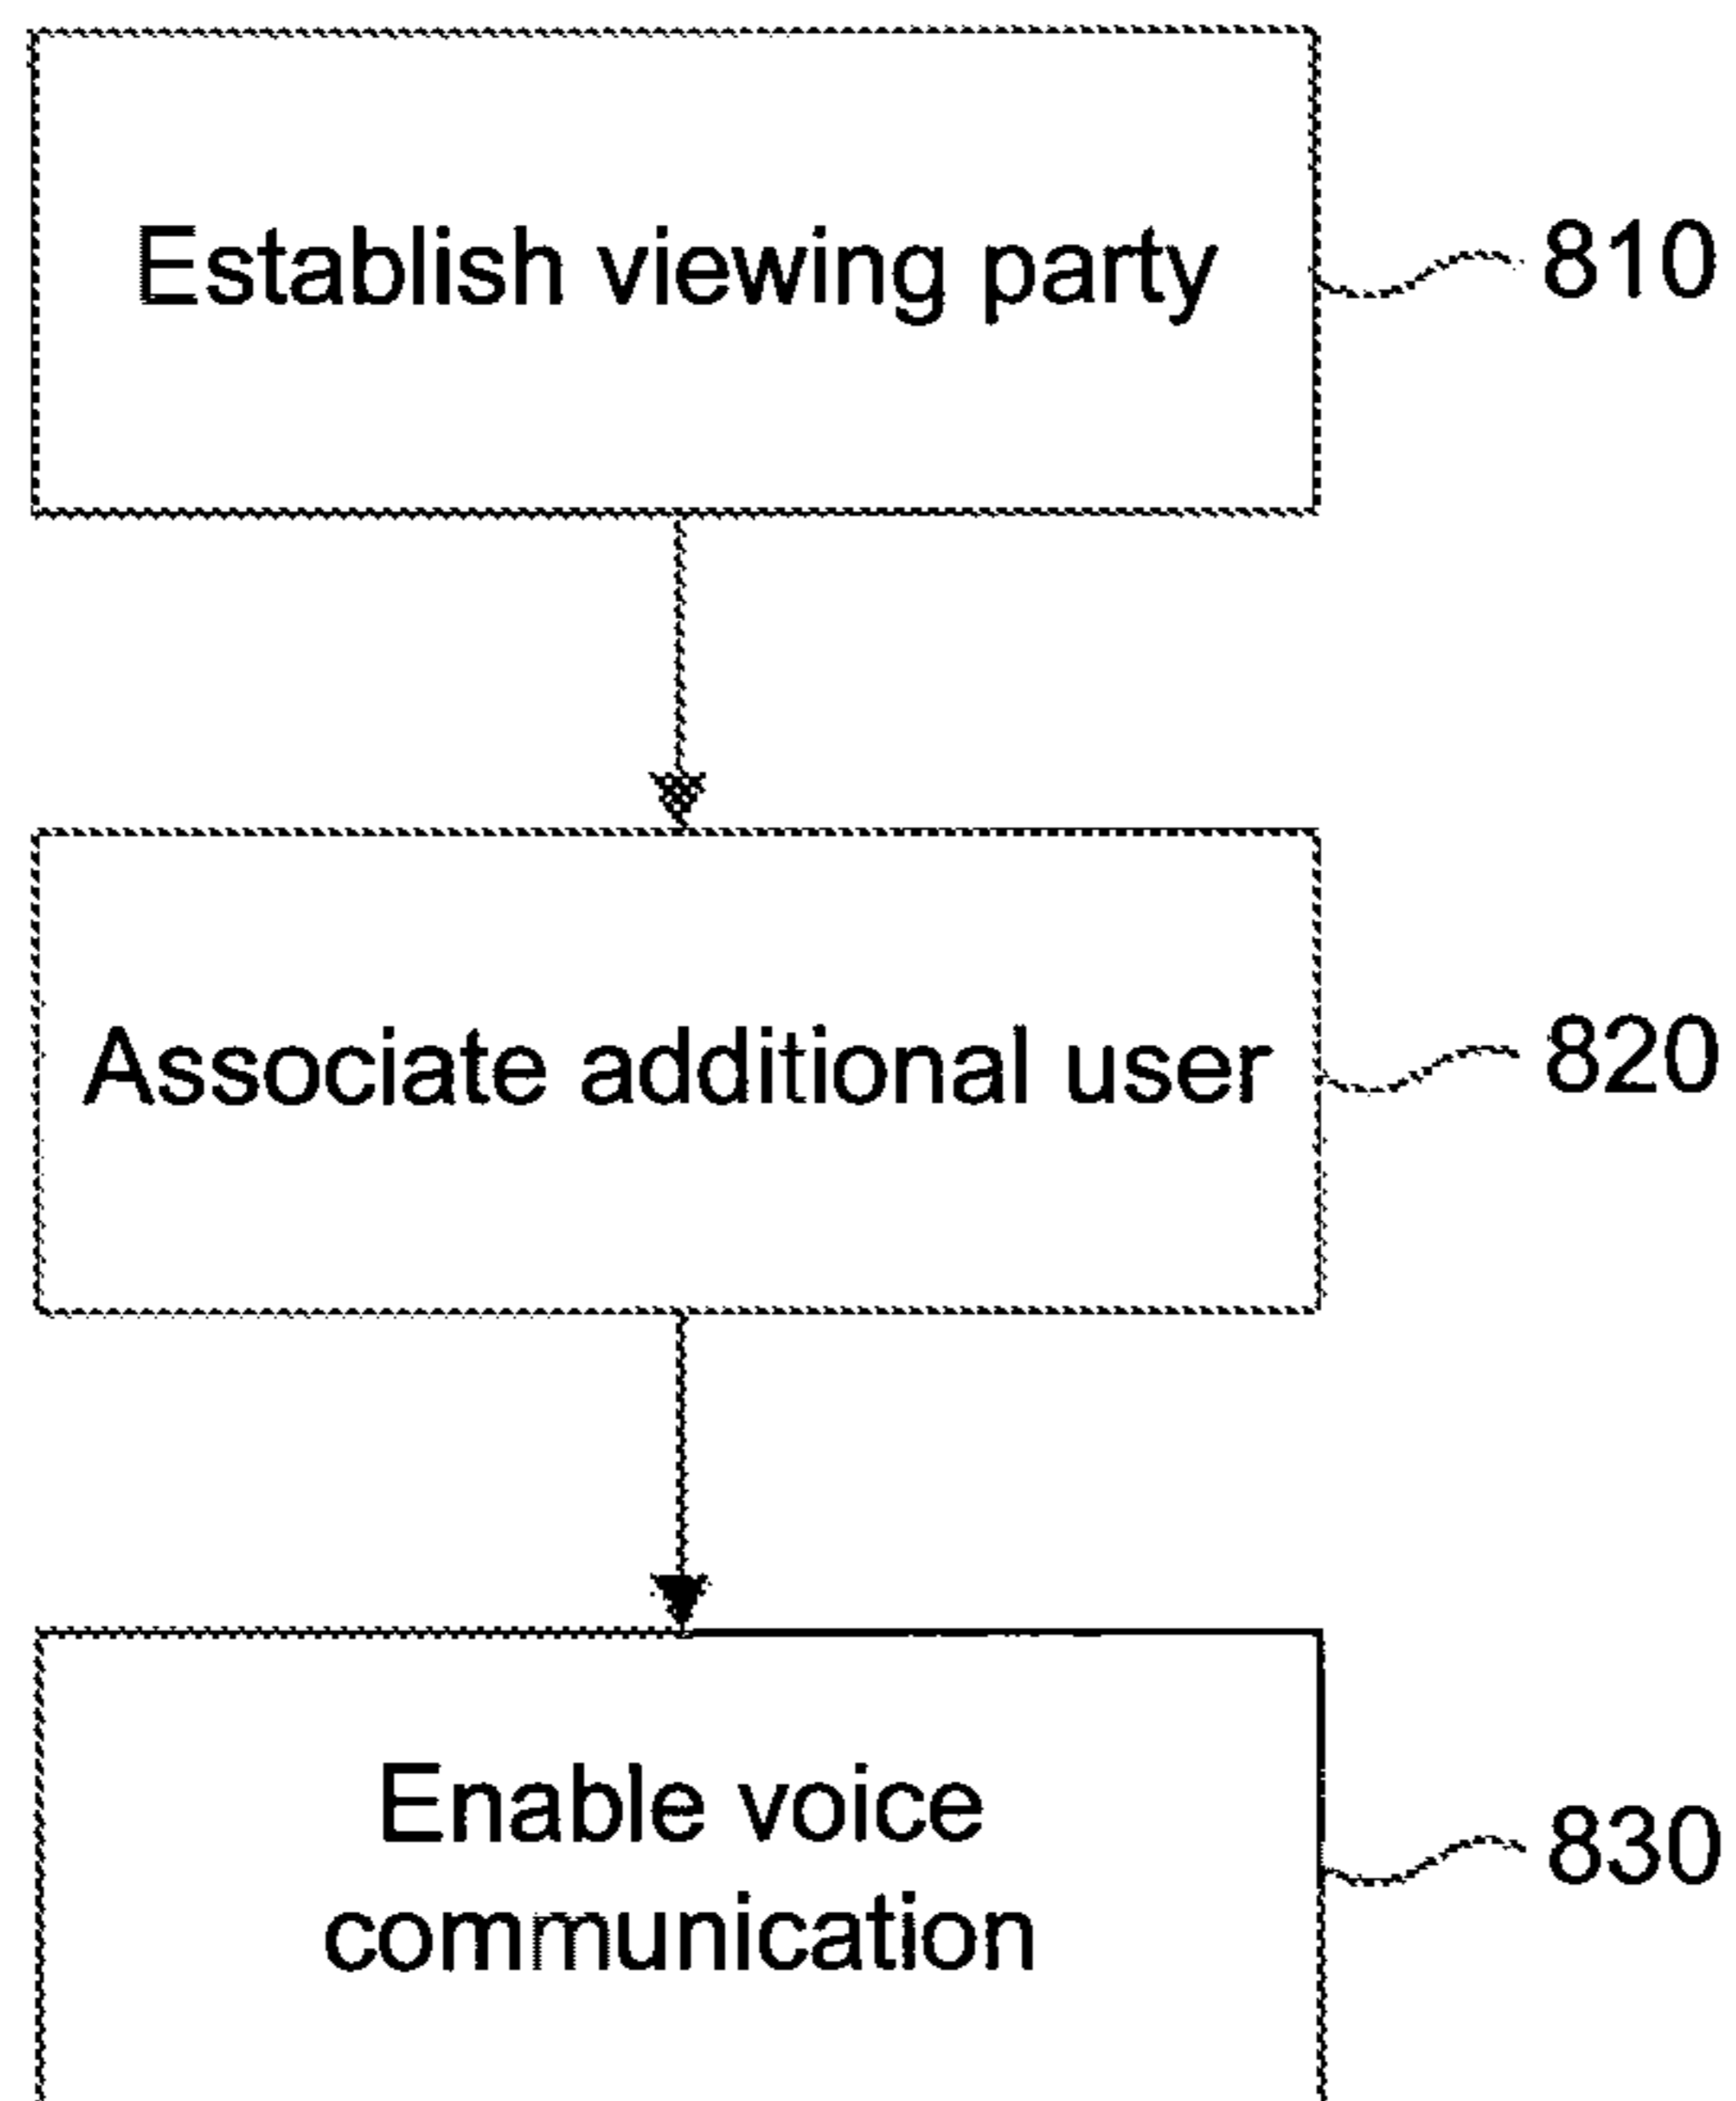 Establish viewing party
810
Associate additional user
820
Enable voice
communication
830